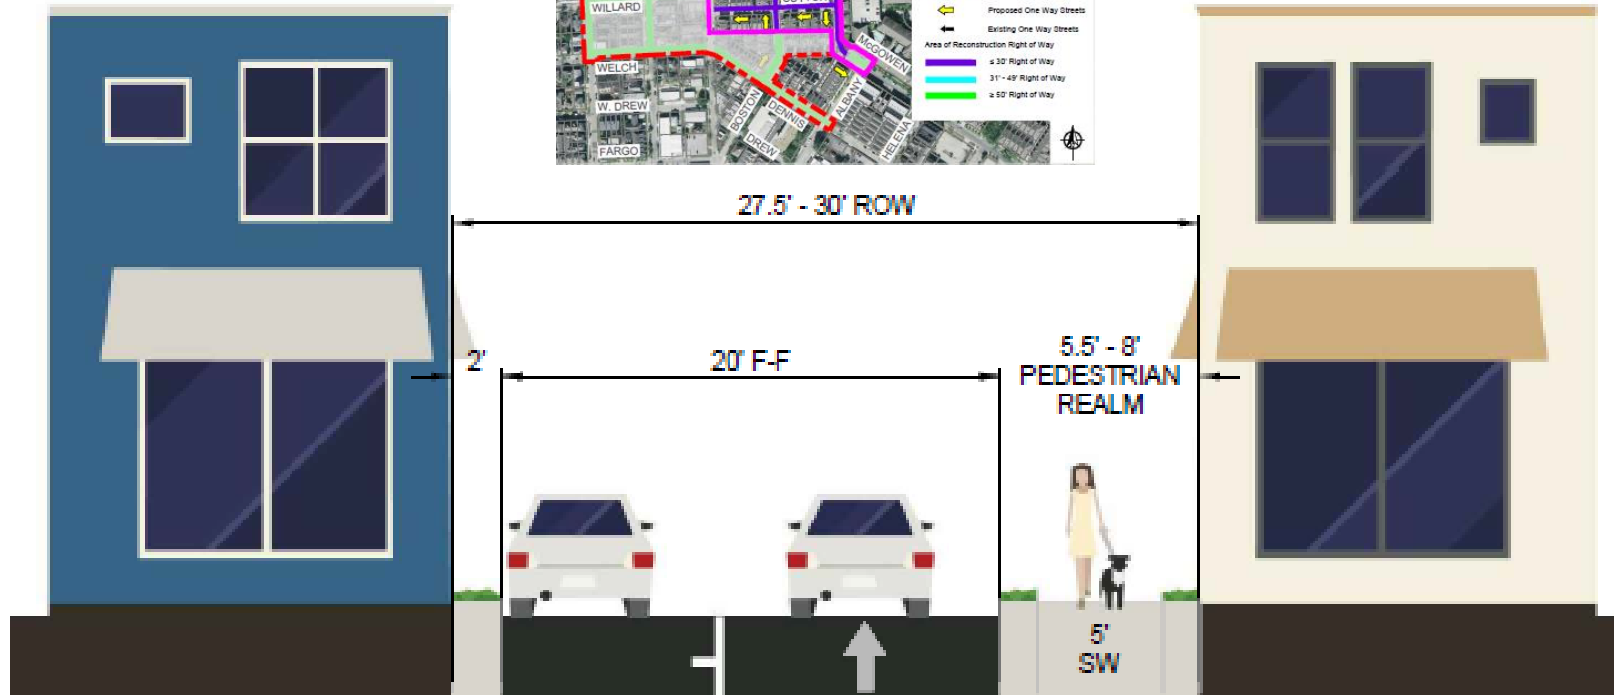 WILLARD
WELCH
W. DREW
FARGO
BOSTON
DENNIS
DREW
ALBANY
HELENA
McGOWEN
Proposed One Way Streets
Existing One Way Streets
Area of Reconstruction Right of Way
≤ 30' Right of Way
31' - 49' Right of Way
≥ 50' Right of Way
27.5' - 30' ROW
2'
20' F-F
5.5' - 8'
PEDESTRIAN
REALM
5'
SW